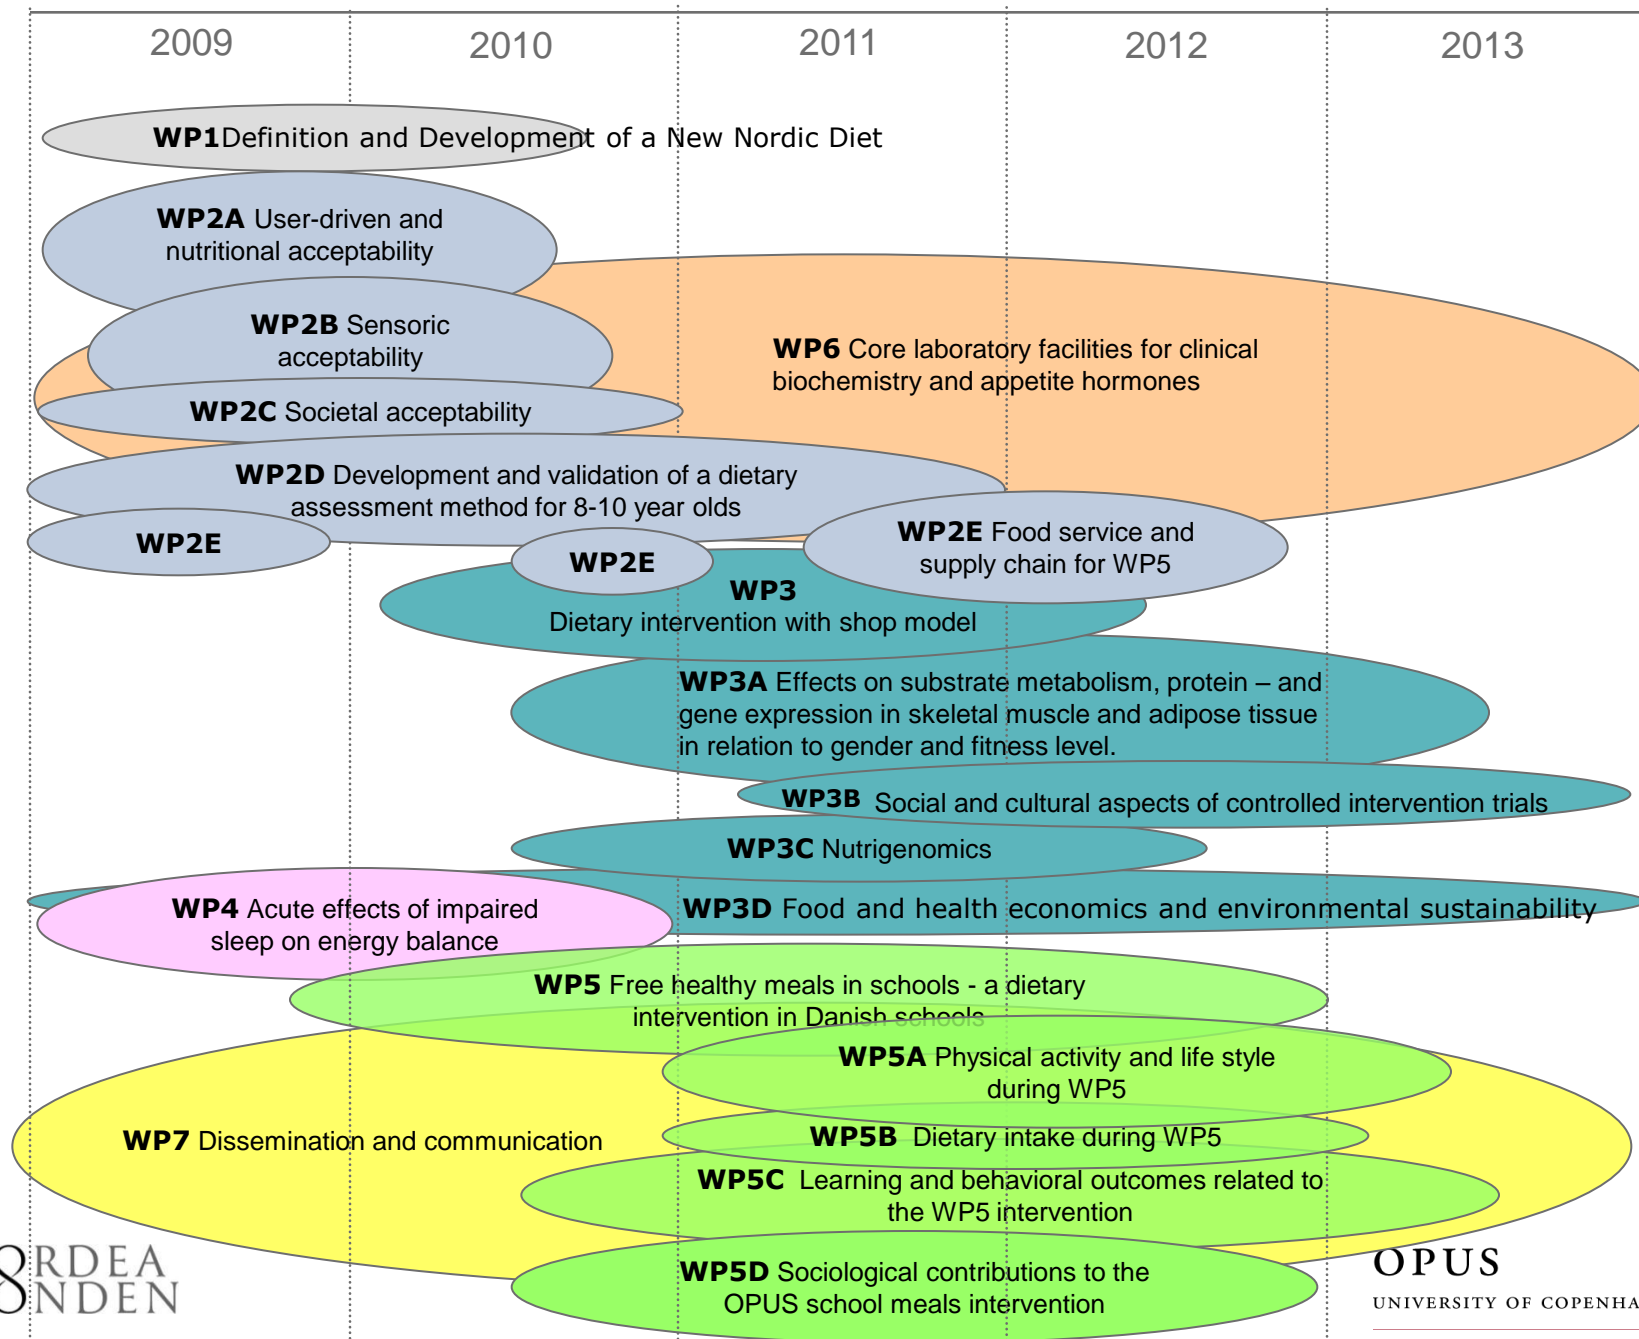 2009 2010 2011 2012 2013
WP1Definition and Development of a New Nordic Diet
WP2A User-driven and
nutritional acceptability
WP2B Sensoric
acceptability
WP6 Core laboratory facilities for clinical
biochemistry and appetite hormones
WP2C Societal acceptability
WP2D Development and validation of a dietary
assessment method for 8-10 year olds
WP2E
WP2E
WP2E Food service and
supply chain for WP5
WP3
Dietary intervention with shop model
WP3A Effects on substrate metabolism, protein – and
gene expression in skeletal muscle and adipose tissue
in relation to gender and fitness level.
WP3B Social and cultural aspects of controlled intervention trials
WP3C Nutrigenomics
WP4 Acute effects of impaired
sleep on energy balance
WP3D Food and health economics and environmental sustainability
WP5 Free healthy meals in schools - a dietary
intervention in Danish schools
WP5A Physical activity and life style
during WP5
WP7 Dissemination and communication
WP5B Dietary intake during WP5
WP5C Learning and behavioral outcomes related to
the WP5 intervention
WP5D Sociological contributions to the
OPUS school meals intervention
RDEA
NDEN
OPUS
UNIVERSITY OF COPENHA